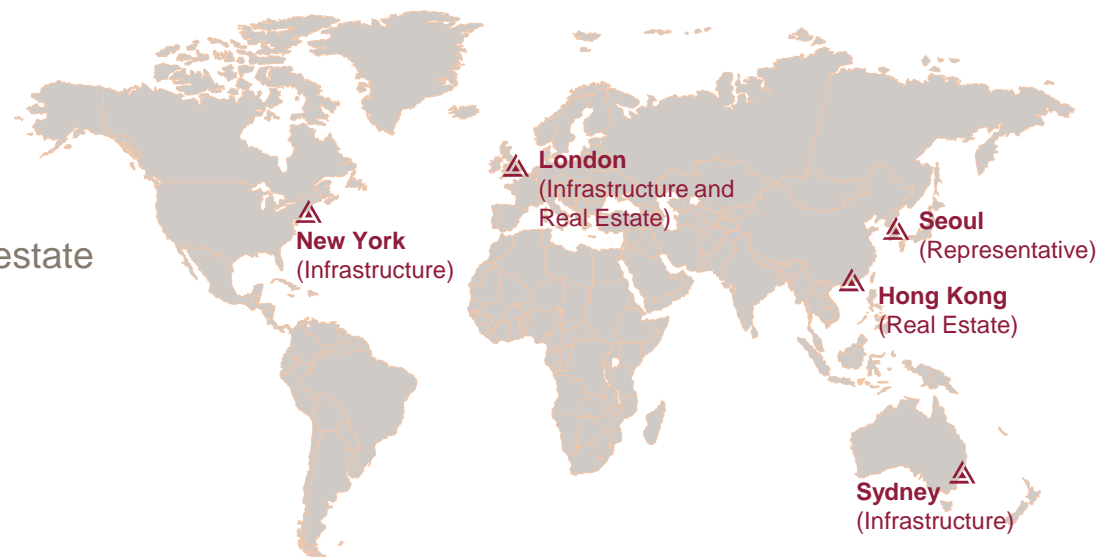 London
(Infrastructure and
Real Estate)
Seoul
(Representative)
New York
(Infrastructure)
estate
Hong Kong
(Real Estate)
Sydney
(Infrastructure)